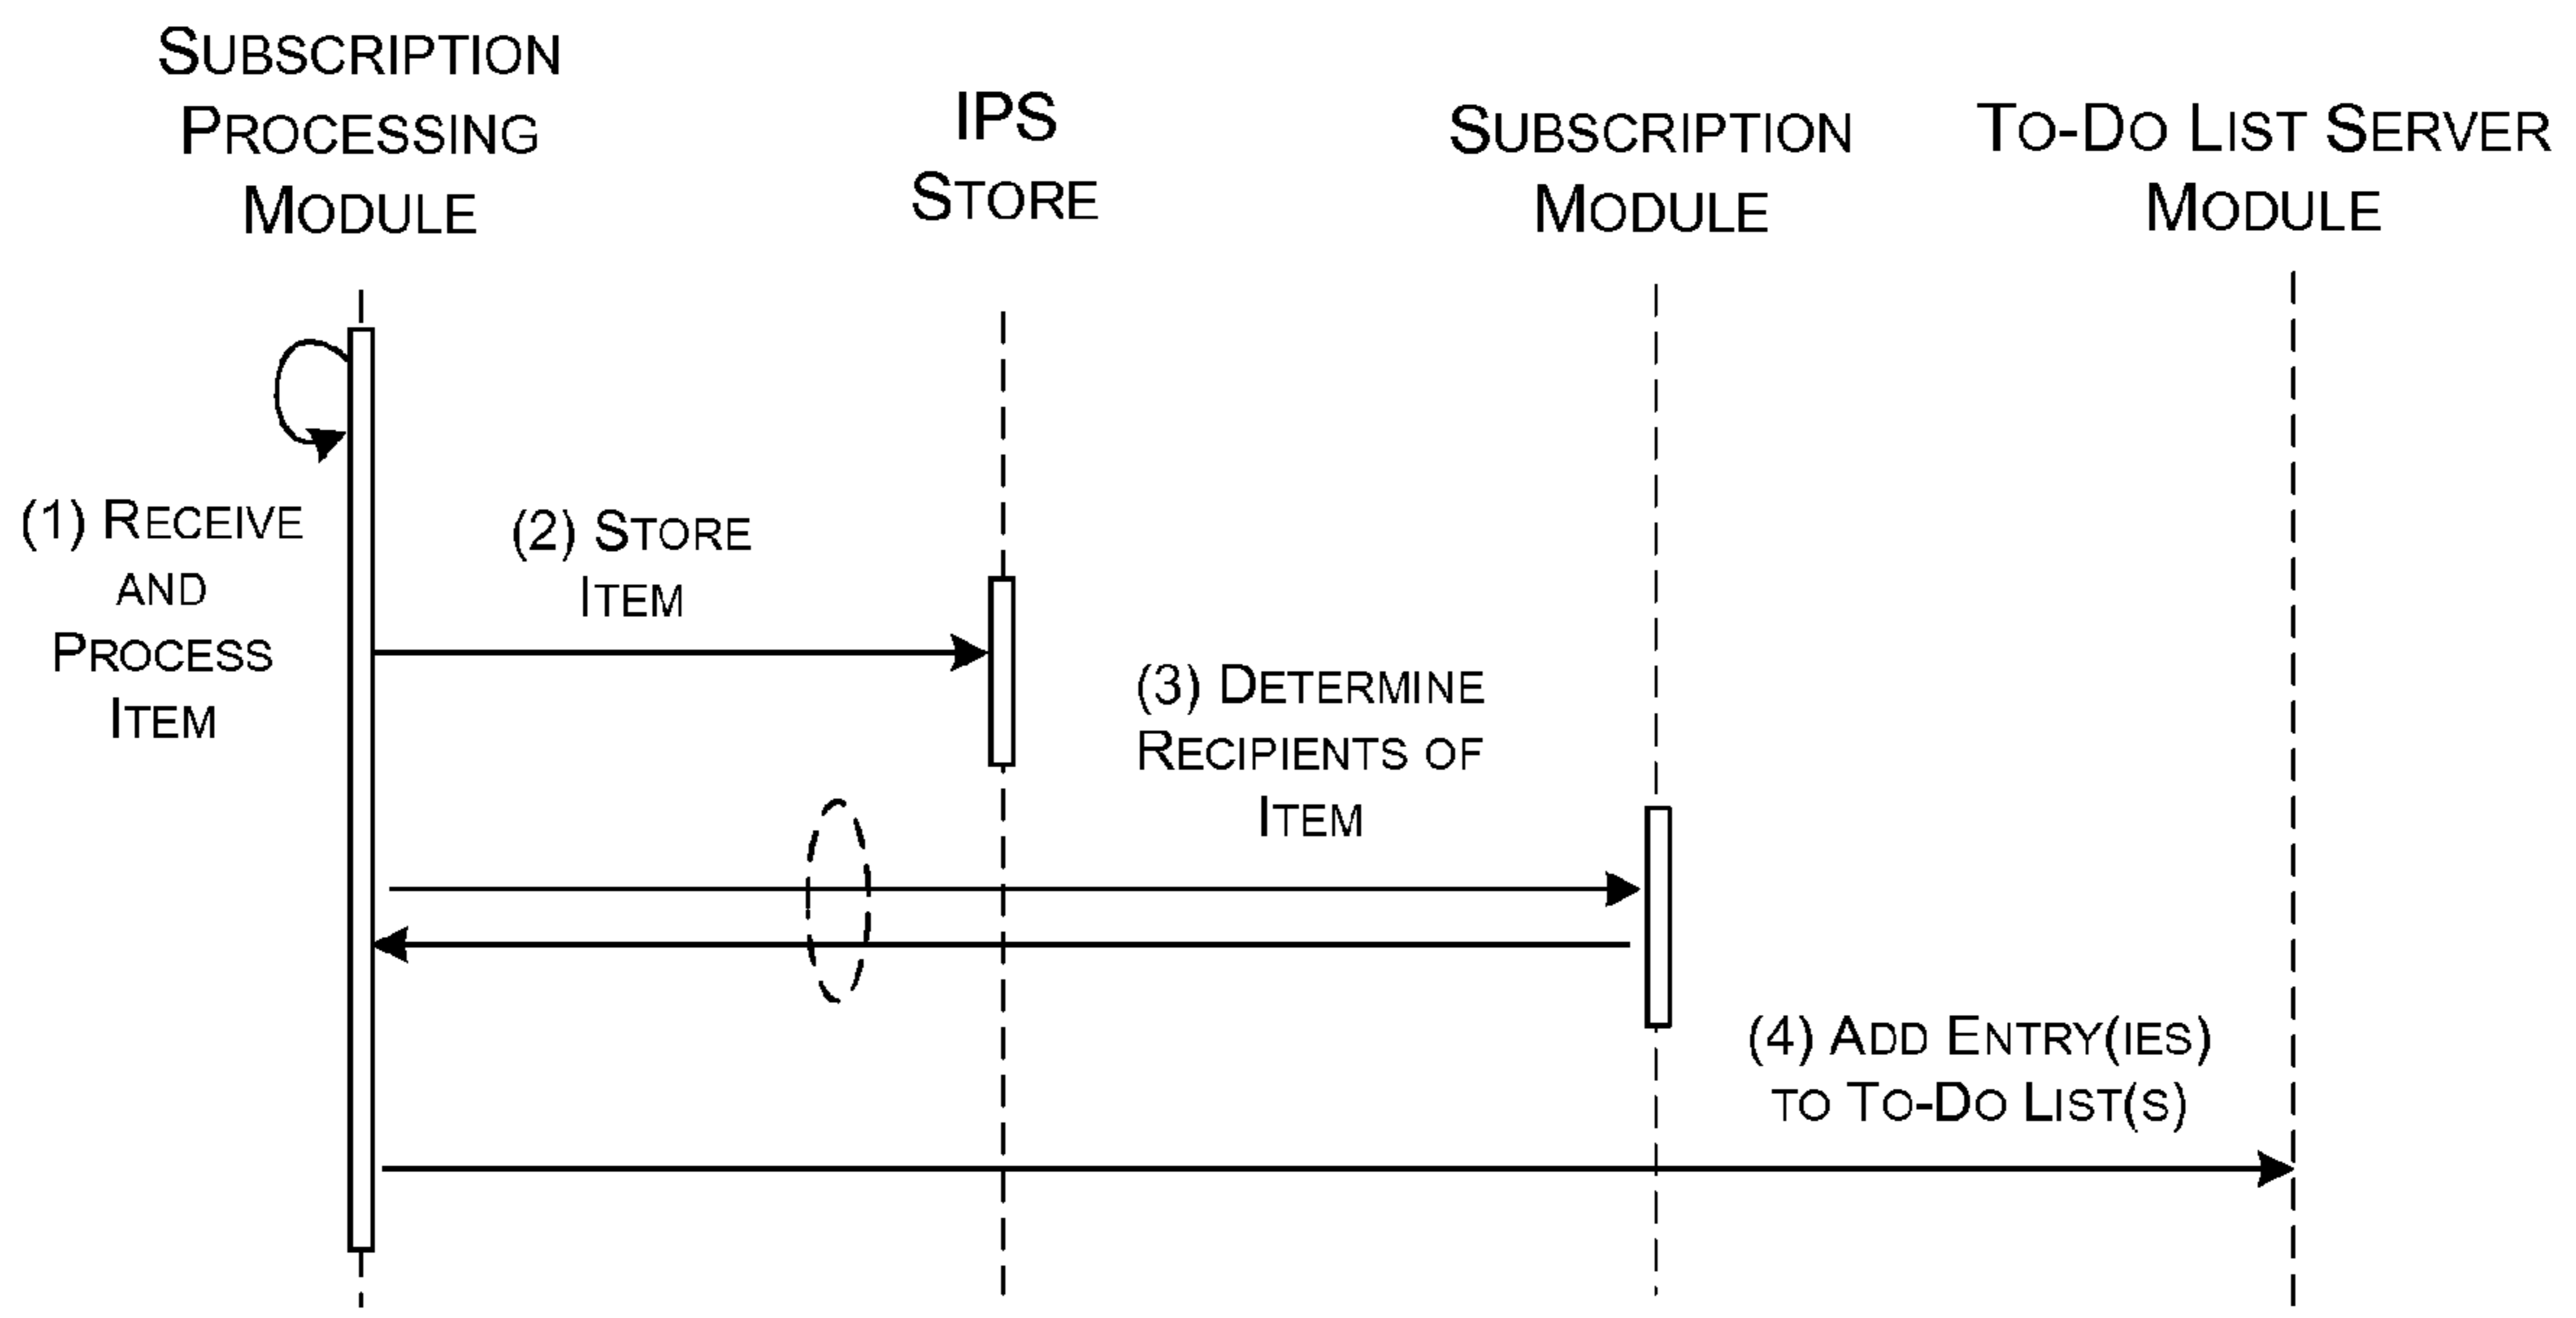 SUBSCRIPTION
PROCESSING
MODULE
IPS
STORE
SUBSCRIPTION
MODULE
TO-DO LIST SERVER
MODULE
(1) RECEIVE
AND
PROCESS
ITEM
(2) STORE
ITEM
(3) DETERMINE
RECIPIENTS OF
ITEM
(4) ADD ENTRY(IES)
TO TO-DO LIST(S)